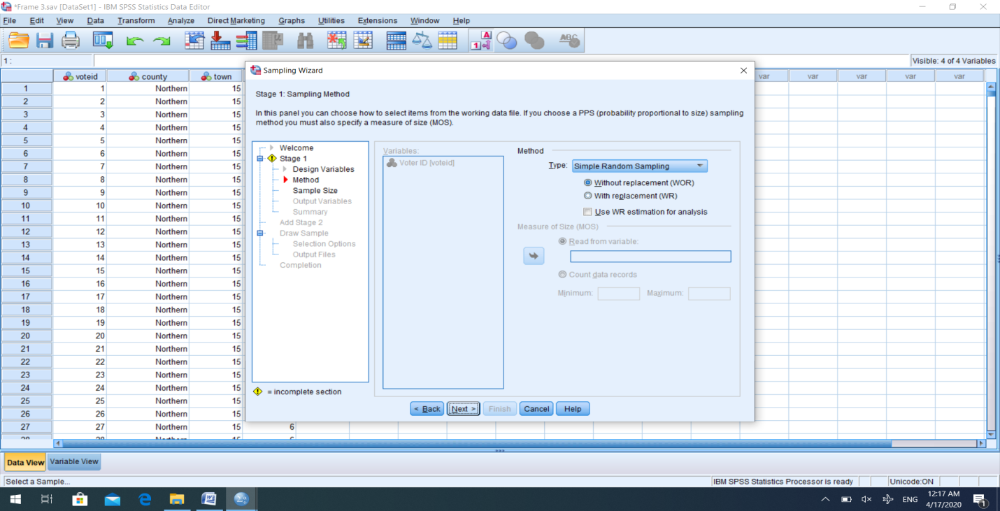 *Frame 3.sav [DataSet1] - IBM SPSS Statistics Data Editor
File Edit View Data Transform Analyze Direct Marketing Graphs Utilities Extensions Window Help
1 :
Visible: 4 of 4 Variables
voteid county town var var var var var
1 1 Northern 15
2 2 Northern 15
3 3 Northern 15
4 4 Northern 15
5 5 Northern 15
6 6 Northern 15
7 7 Northern 15
8 8 Northern 15
9 9 Northern 15
10 10 Northern 15
11 11 Northern 15
12 12 Northern 15
13 13 Northern 15
14 14 Northern 15
15 15 Northern 15
16 16 Northern 15
17 17 Northern 15
18 18 Northern 15
19 19 Northern 15
20 20 Northern 15
21 21 Northern 15
22 22 Northern 15
23 23 Northern 15
24 24 Northern 15
25 25 Northern 15
26 26 Northern 15
27 27 Northern 15 6
28 28 Northern 15 6
Sampling Wizard
Stage 1: Sampling Method
In this panel you can choose how to select items from the working data file. If you choose a PPS (probability proportional to size) sampling
method you must also specify a measure of size (MOS).
Welcome
Stage 1
Design Variables
Method
Sample Size
Output Variables
Summary
Add Stage 2
Draw Sample
Selection Options
Output Files
Completion
= incomplete section
Variables:
Voter ID [voteid]
Method
Type: Simple Random Sampling
Without replacement (WOR)
With replacement (WR)
Use WR estimation for analysis
Measure of Size (MOS)
Read from variable:
Count data records
Minimum: Maximum:
< Back Next > Finish Cancel Help
Data View Variable View
Select a Sample...
IBM SPSS Statistics Processor is ready
Unicode:ON
ENG
12:17 AM
4/17/2020
1